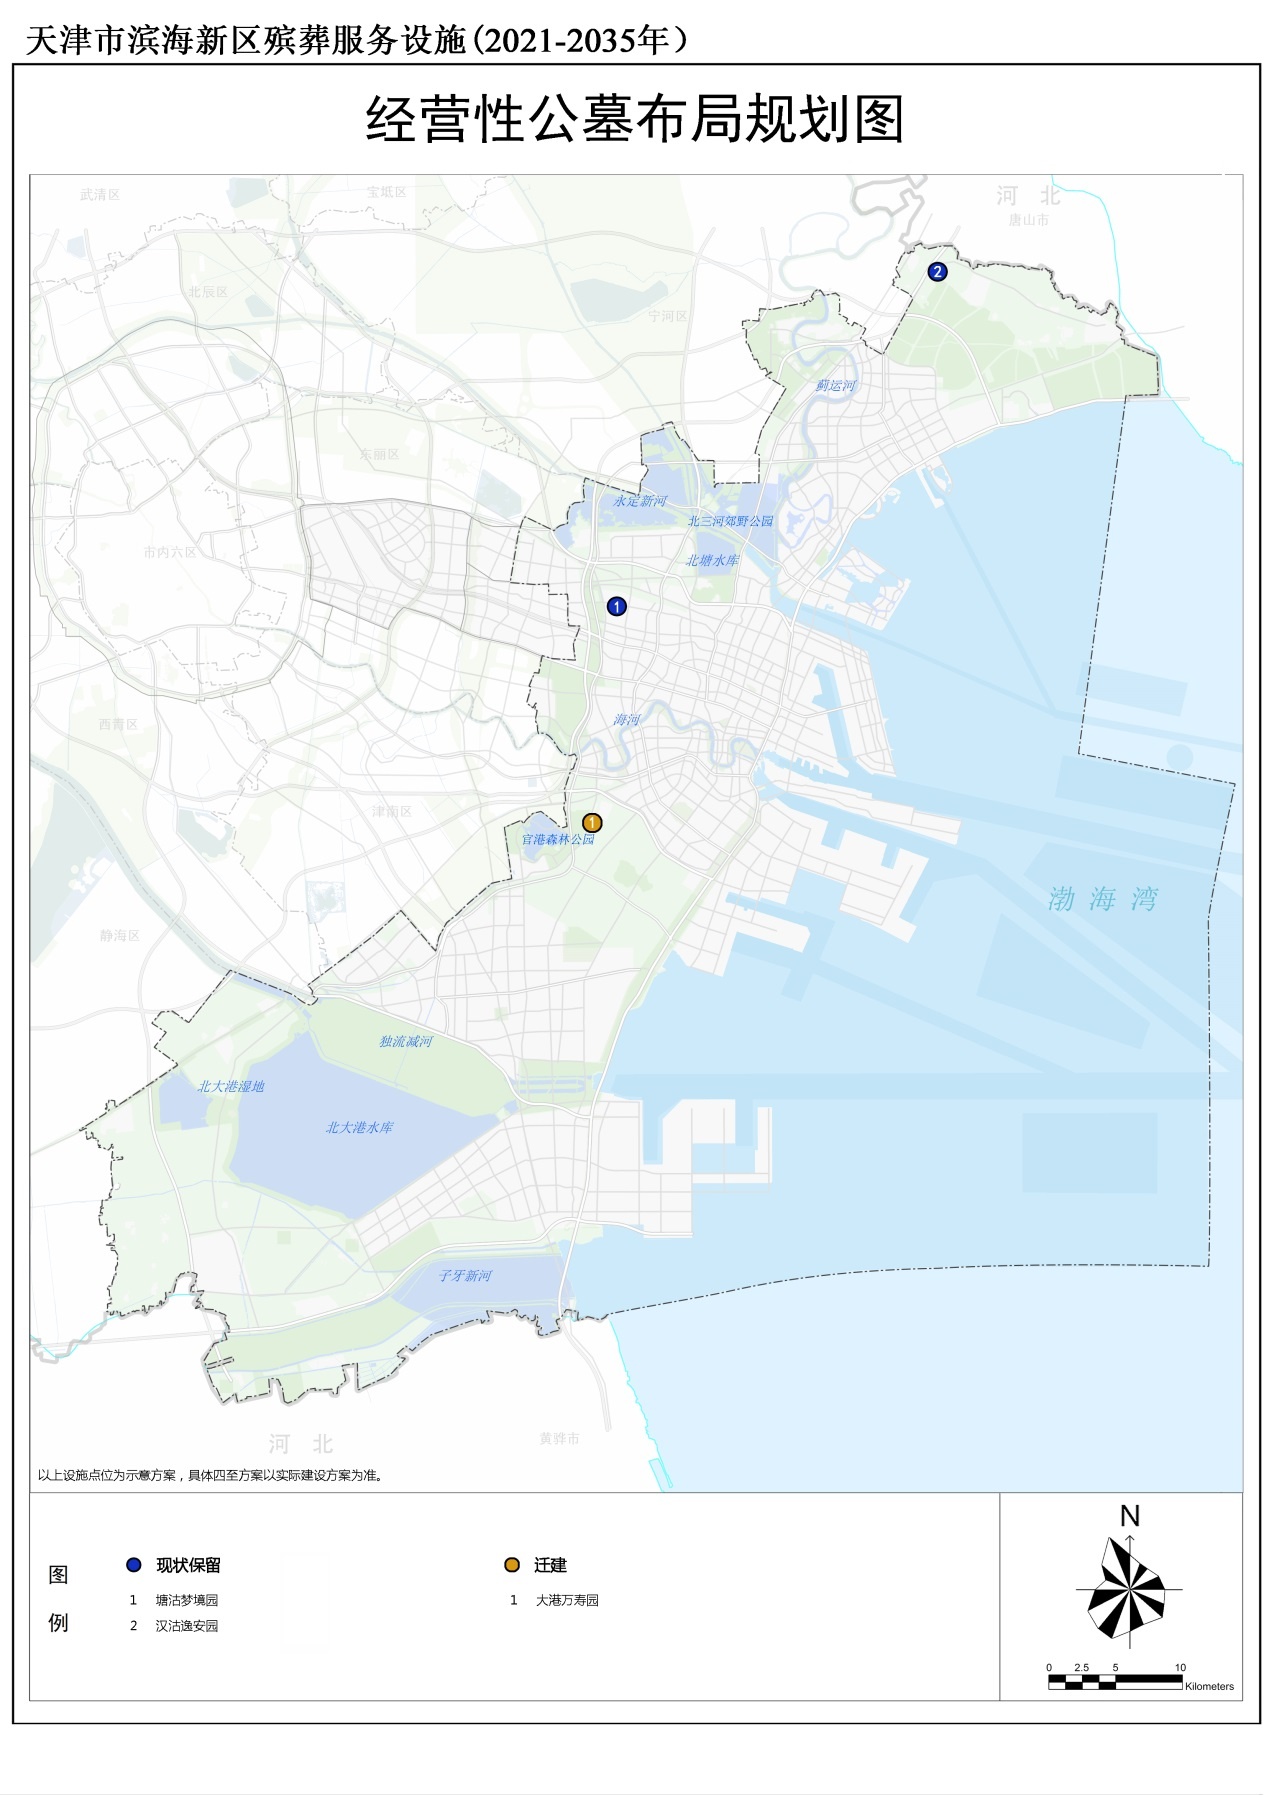 天津市滨海新区殡葬服务设施(2021-2035年）
经营性公墓布局规划图
武清区
宝坻区
河 北
唐山市
北辰区
宁河区
2
蓟运河
东丽区
永定新河
北三河郊野公园
市内六区
北塘水库
1
西青区
海河
津南区
1
官港森林公园
渤 海 湾
静海区
独流减河
北大港湿地
北大港水库
子牙新河
河 北
黄骅市
以上设施点位为示意方案，具体四至方案以实际建设方案为准。
图
例
现状保留
1 塘沽梦境园
2 汉沽逸安园
迁建
1 大港万寿园
N
0 2.5 5 10
Kilometers